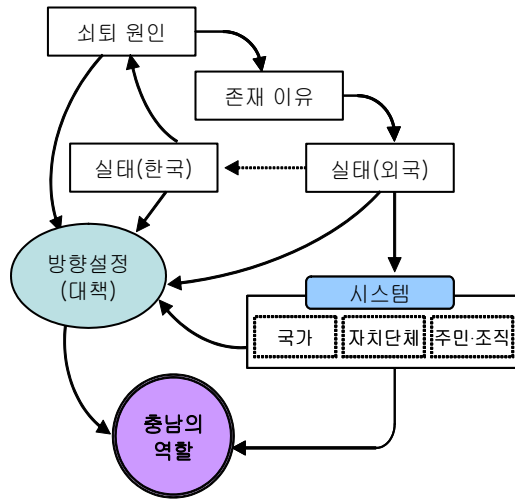 쇠퇴 원인
존재 이유
실태(한국)
실태(외국)
방향설정
(대책)
시스템
국가
자치단체
주민·조직
충남의
역할